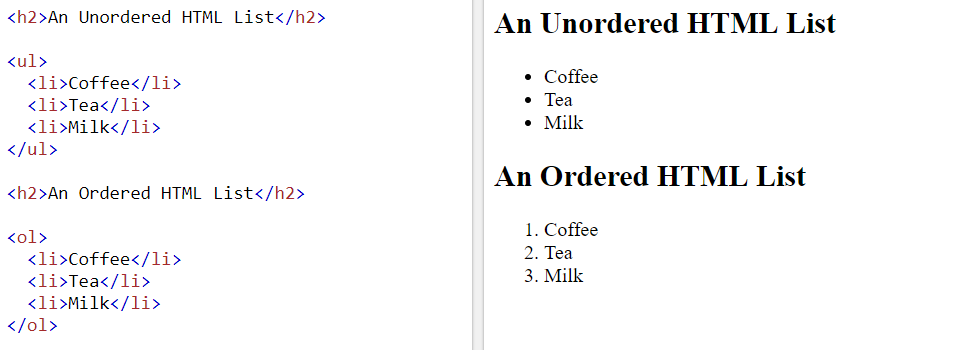 <h2>An Unordered HTML List</h2>
<ul>
  <li>Coffee</li>
  <li>Tea</li>
  <li>Milk</li>
</ul>
<h2>An Ordered HTML List</h2>
<ol>
  <li>Coffee</li>
  <li>Tea</li>
  <li>Milk</li>
</ol>
An Unordered HTML List
• Coffee
• Tea
• Milk
An Ordered HTML List
1. Coffee
2. Tea
3. Milk